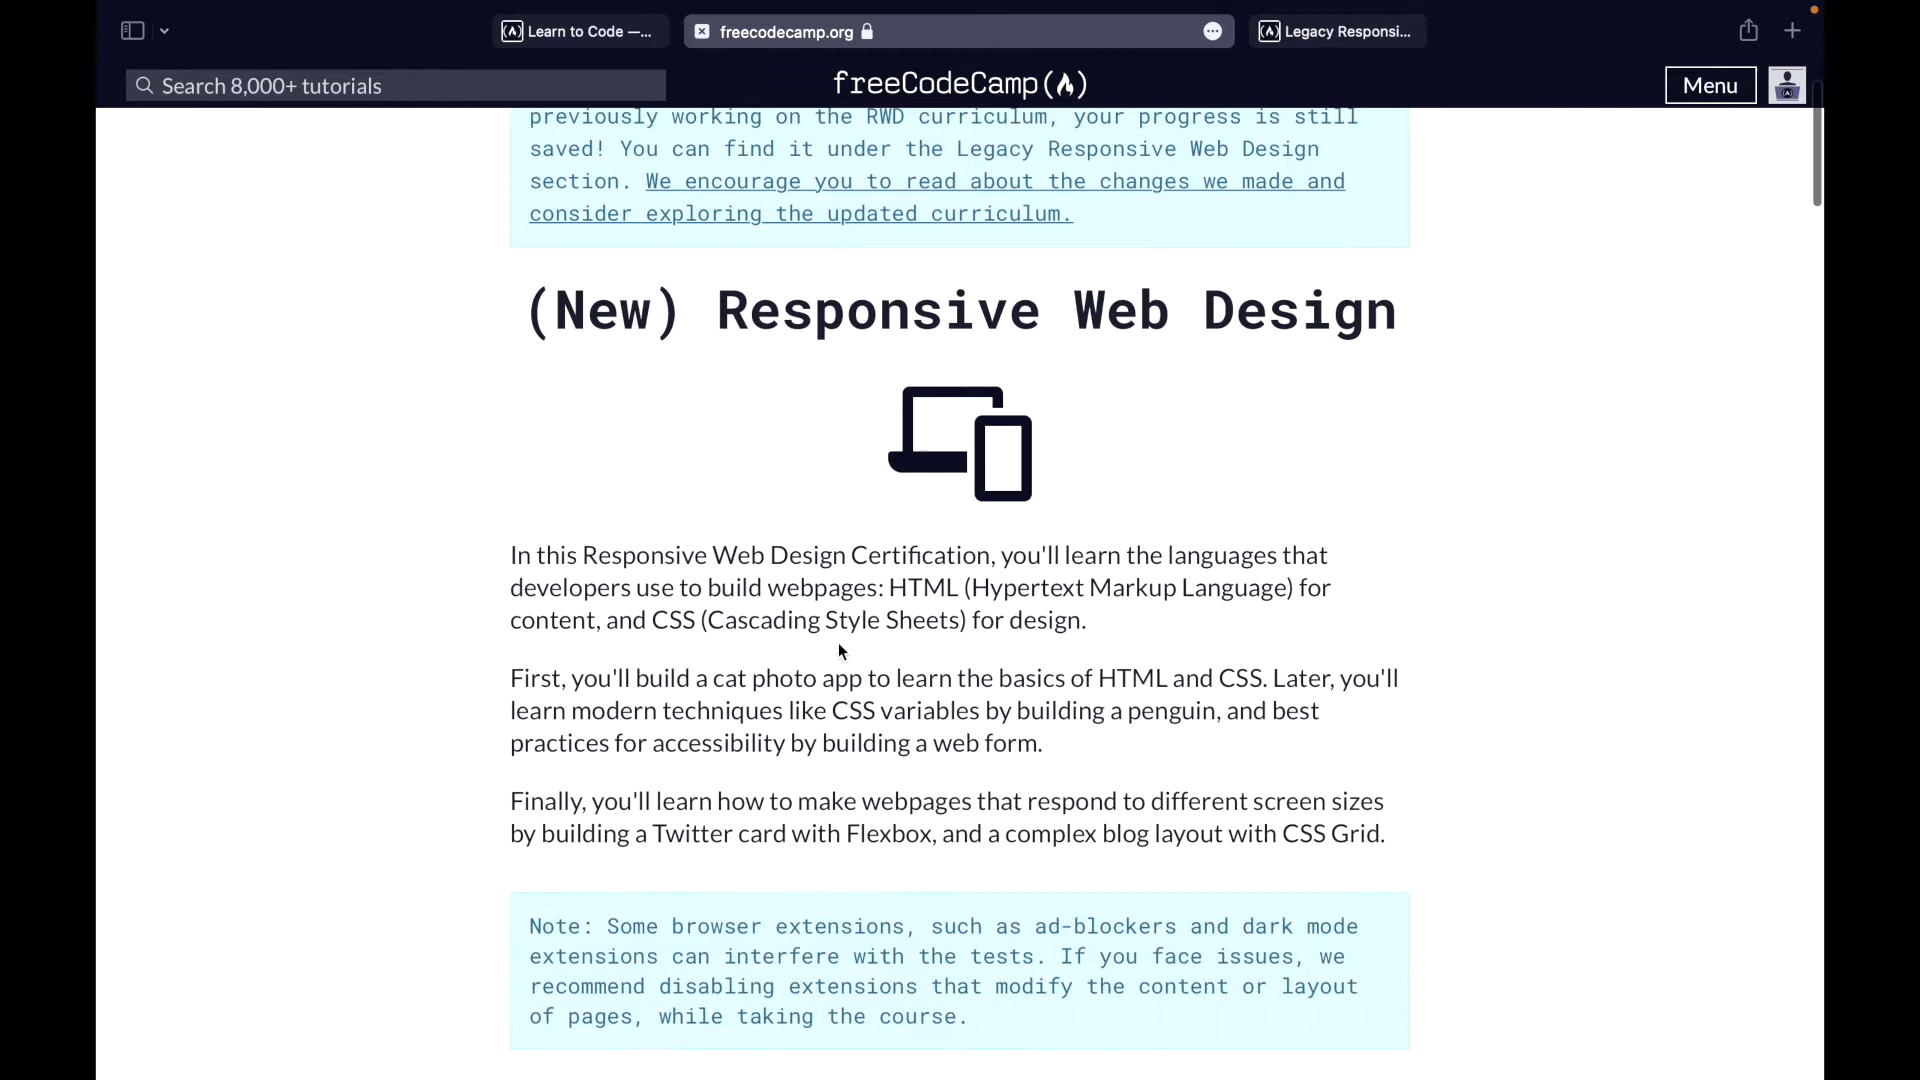 Learn to Code —...
freecodecamp.org
Legacy Responsi...
Search 8,000+ tutorials
freeCodeCamp
Menu
previously working on the RWD curriculum, your progress is still
saved! You can find it under the Legacy Responsive Web Design
section. We encourage you to read about the changes we made and
consider exploring the updated curriculum.
(New) Responsive Web Design
In this Responsive Web Design Certification, you'll learn the languages that
developers use to build webpages: HTML (Hypertext Markup Language) for
content, and CSS (Cascading Style Sheets) for design.
First, you'll build a cat photo app to learn the basics of HTML and CSS. Later, you'll
learn modern techniques like CSS variables by building a penguin, and best
practices for accessibility by building a web form.
Finally, you'll learn how to make webpages that respond to different screen sizes
by building a Twitter card with Flexbox, and a complex blog layout with CSS Grid.
Note: Some browser extensions, such as ad-blockers and dark mode
extensions can interfere with the tests. If you face issues, we
recommend disabling extensions that modify the content or layout
of pages, while taking the course.